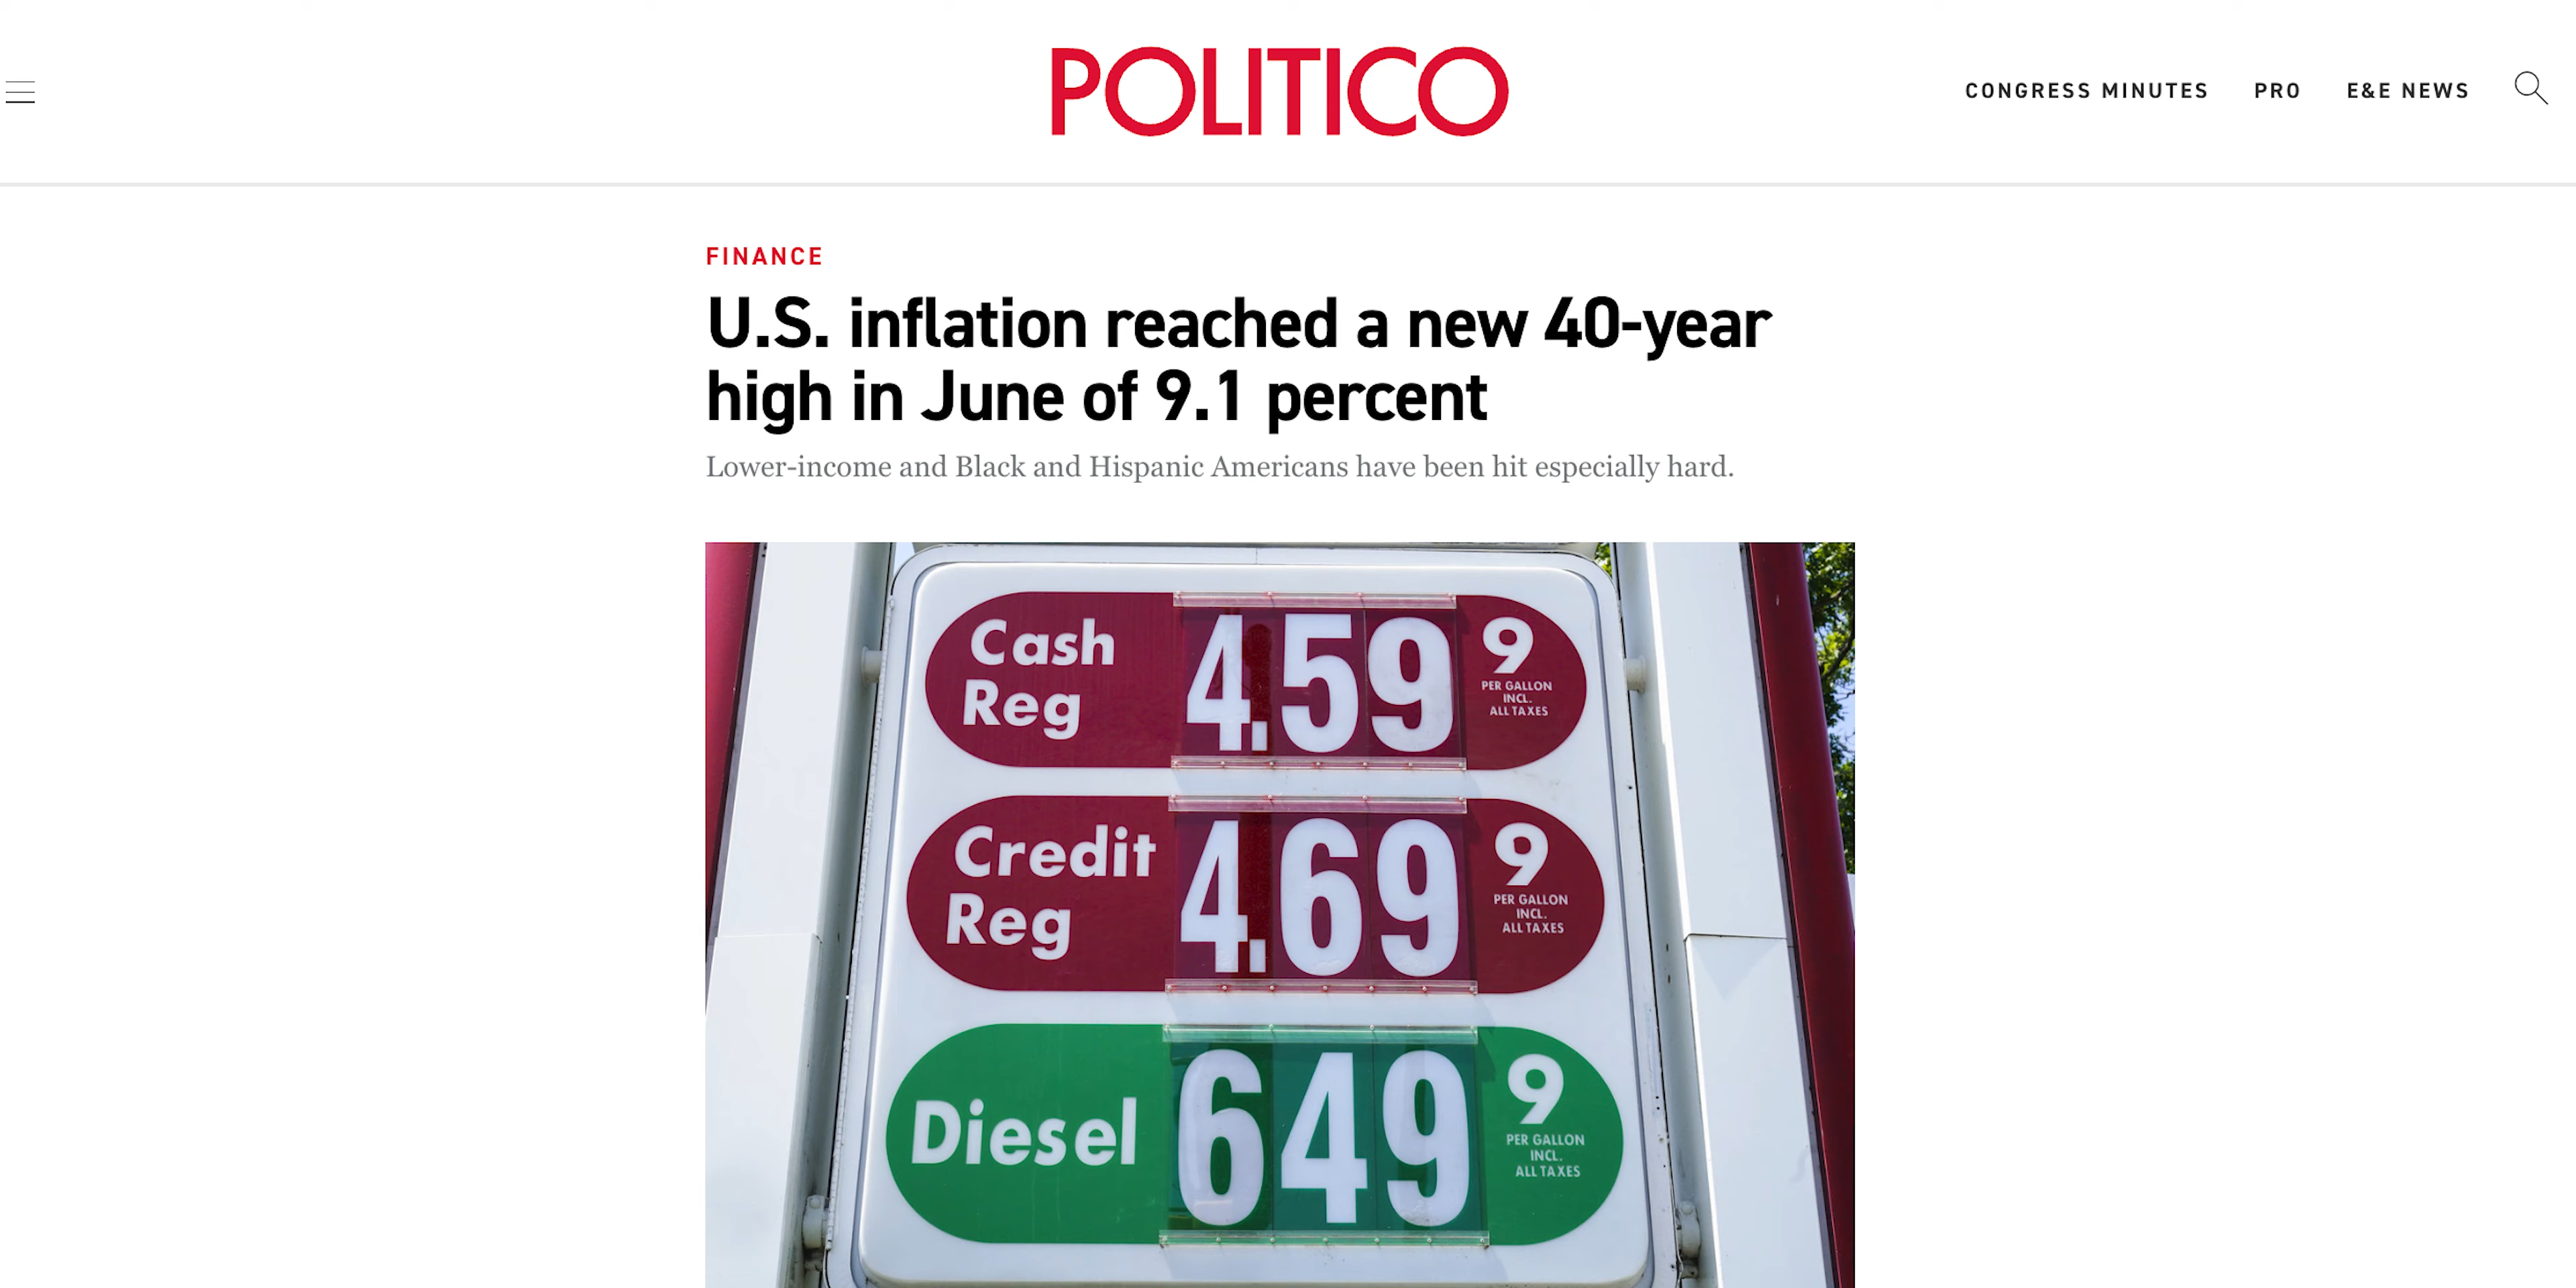 POLITICO
CONGRESS MINUTES PRO E&E NEWS
FINANCE
U.S. inflation reached a new 40-year
high in June of 9.1 percent
Lower-income and Black and Hispanic Americans have been hit especially hard.
Cash
Reg
4.59 9
PER GALLON
INCL.
ALL TAXES
Credit
Reg
4.69 9
PER GALLON
INCL.
ALL TAXES
Diesel
649 9
PER GALLON
INCL.
ALL TAXES